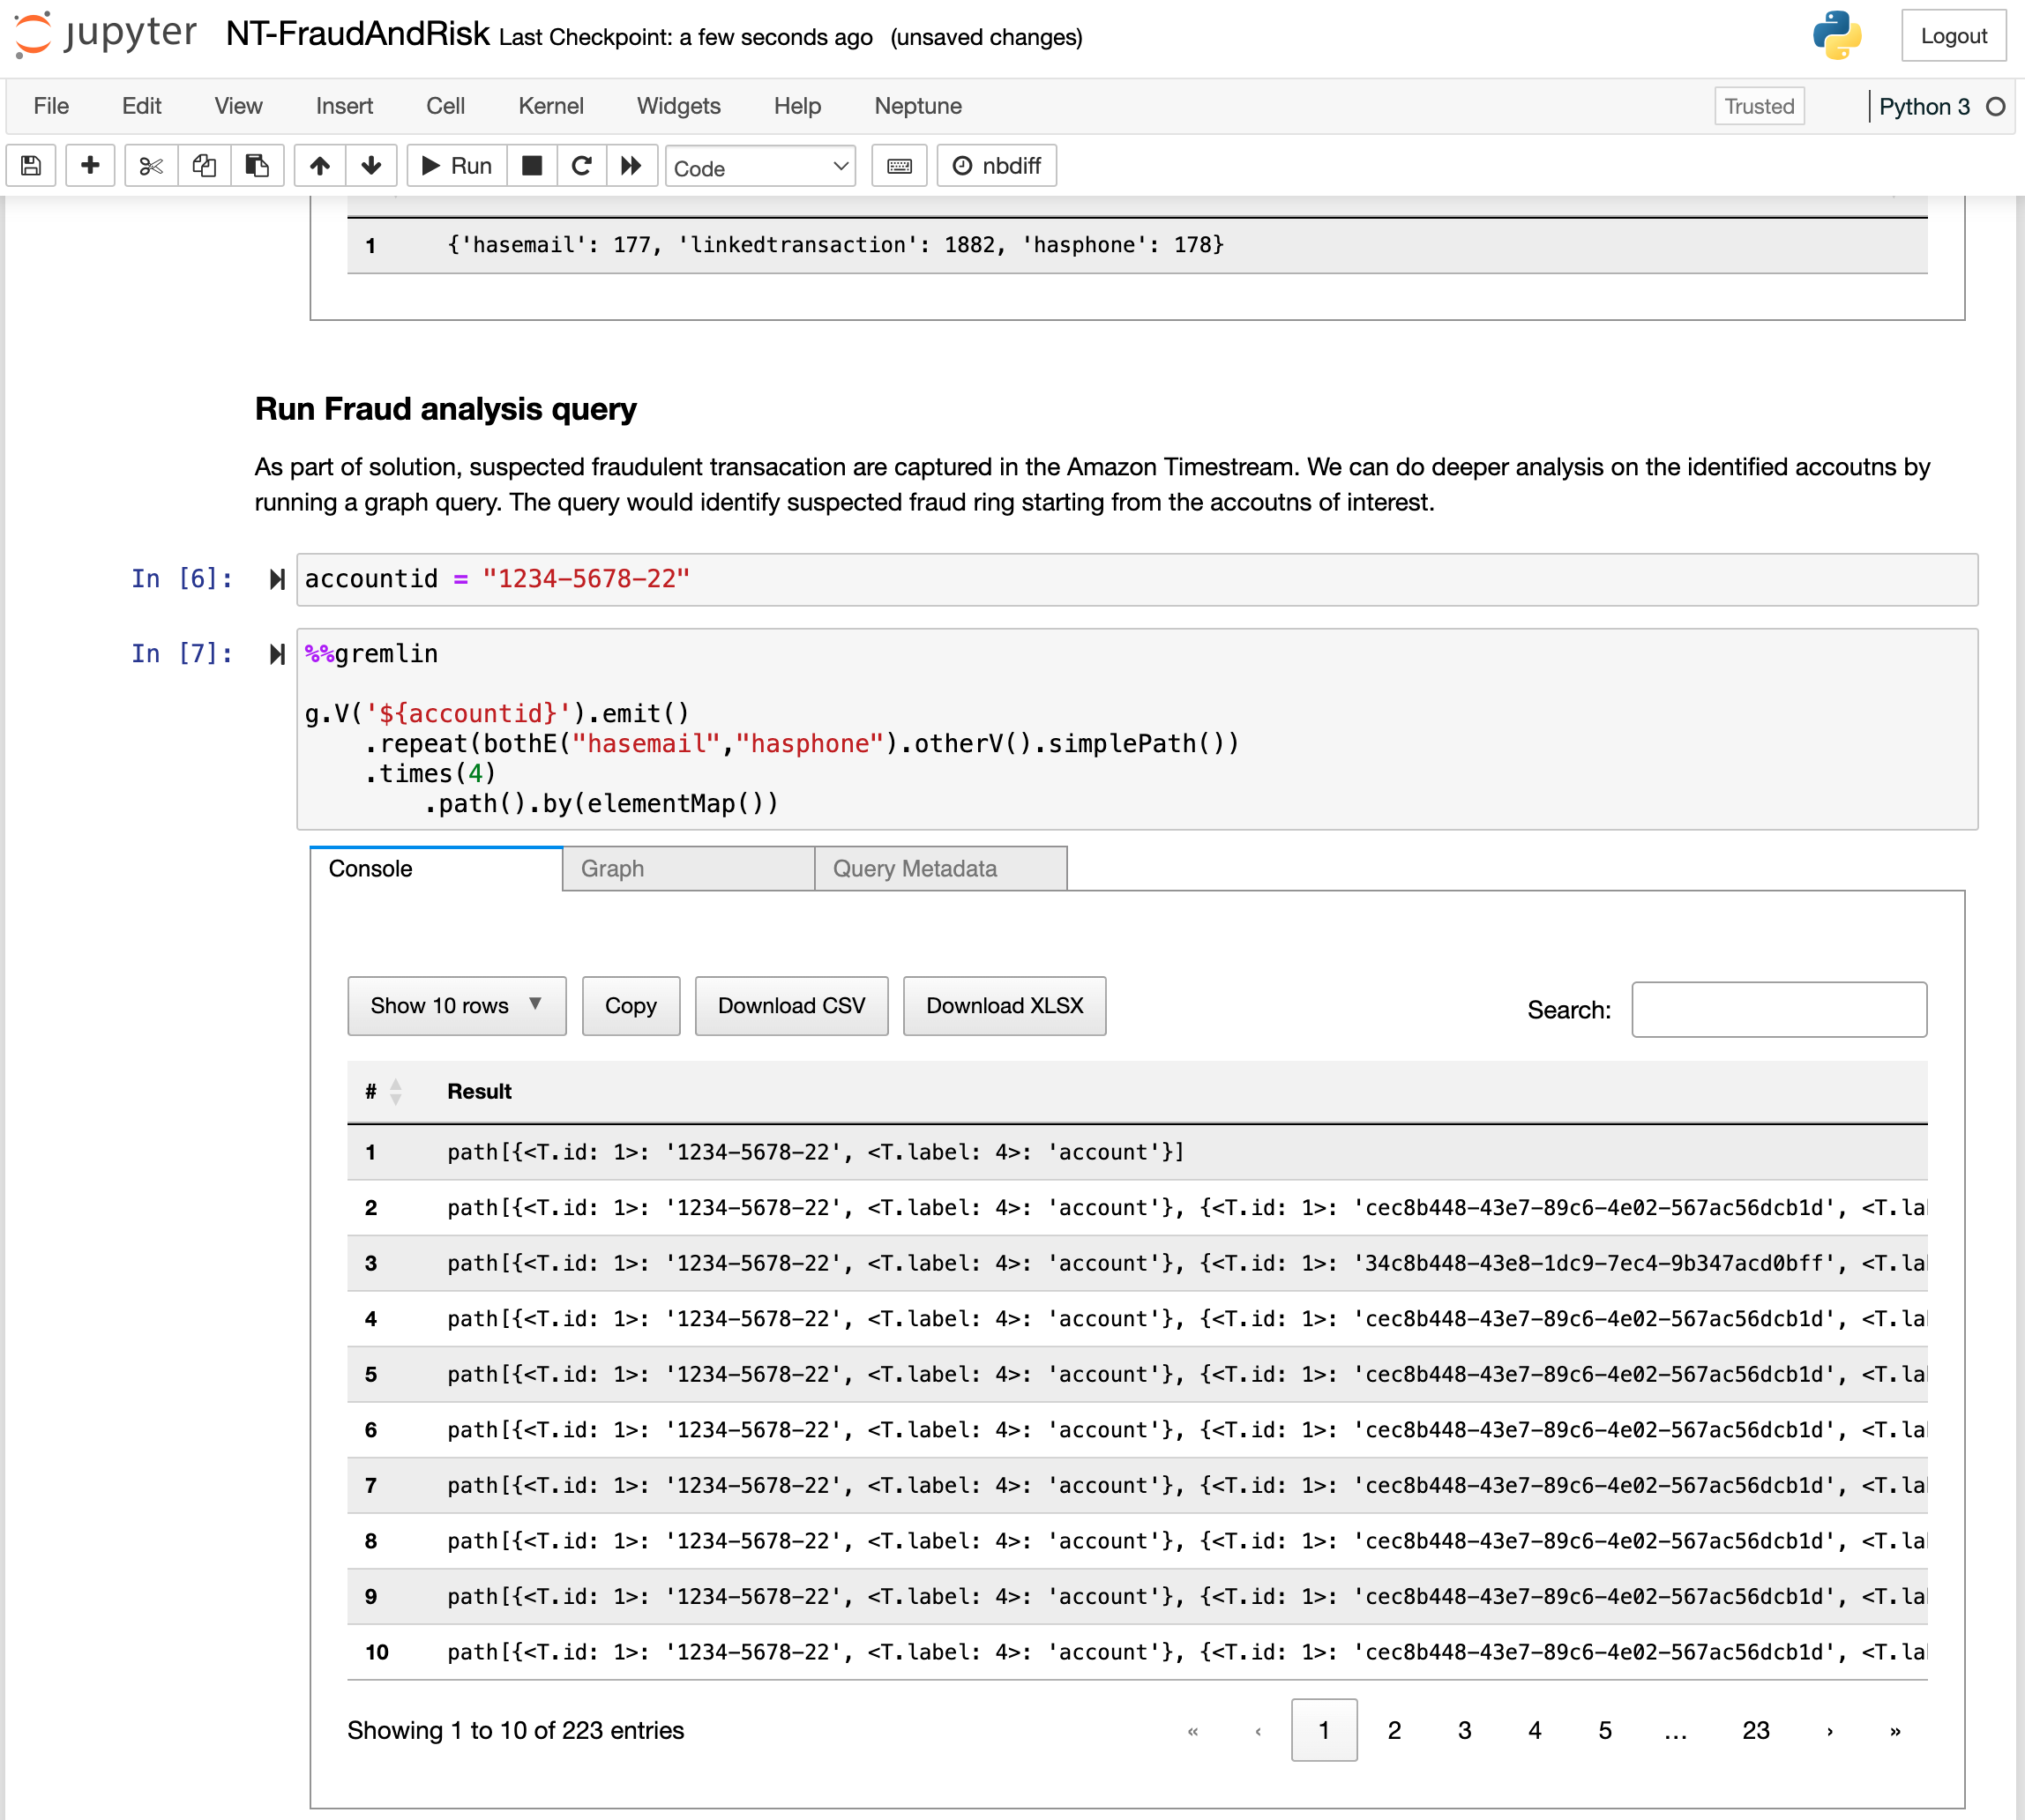 jupyter NT-FraudAndRisk Last Checkpoint: a few seconds ago (unsaved changes) Logout
File Edit View Insert Cell Kernel Widgets Help Neptune Trusted Python 3
Run Code nbdiff
1 {'hasemail': 177, 'linkedtransaction': 1882, 'hasphone': 178}
Run Fraud analysis query
As part of solution, suspected fraudulent transacation are captured in the Amazon Timestream. We can do deeper analysis on the identified accoutns by
running a graph query. The query would identify suspected fraud ring starting from the accoutns of interest.
In [6]: accountid = "1234-5678-22"
In [7]: %%gremlin
g.V('${accountid}').emit()
.repeat(bothE("hasemail","hasphone").otherV().simplePath())
.times(4)
.path().by(elementMap())
Console Graph Query Metadata
Show 10 rows ▼ Copy Download CSV Download XLSX Search:
# Result
1 path[{<T.id: 1>: '1234-5678-22', <T.label: 4>: 'account'}]
2 path[{<T.id: 1>: '1234-5678-22', <T.label: 4>: 'account'}, {<T.id: 1>: 'cec8b448-43e7-89c6-4e02-567ac56dcb1d', <T.la
3 path[{<T.id: 1>: '1234-5678-22', <T.label: 4>: 'account'}, {<T.id: 1>: '34c8b448-43e8-1dc9-7ec4-9b347acd0bff', <T.la
4 path[{<T.id: 1>: '1234-5678-22', <T.label: 4>: 'account'}, {<T.id: 1>: 'cec8b448-43e7-89c6-4e02-567ac56dcb1d', <T.la
5 path[{<T.id: 1>: '1234-5678-22', <T.label: 4>: 'account'}, {<T.id: 1>: 'cec8b448-43e7-89c6-4e02-567ac56dcb1d', <T.la
6 path[{<T.id: 1>: '1234-5678-22', <T.label: 4>: 'account'}, {<T.id: 1>: 'cec8b448-43e7-89c6-4e02-567ac56dcb1d', <T.la
7 path[{<T.id: 1>: '1234-5678-22', <T.label: 4>: 'account'}, {<T.id: 1>: 'cec8b448-43e7-89c6-4e02-567ac56dcb1d', <T.la
8 path[{<T.id: 1>: '1234-5678-22', <T.label: 4>: 'account'}, {<T.id: 1>: 'cec8b448-43e7-89c6-4e02-567ac56dcb1d', <T.la
9 path[{<T.id: 1>: '1234-5678-22', <T.label: 4>: 'account'}, {<T.id: 1>: 'cec8b448-43e7-89c6-4e02-567ac56dcb1d', <T.la
10 path[{<T.id: 1>: '1234-5678-22', <T.label: 4>: 'account'}, {<T.id: 1>: 'cec8b448-43e7-89c6-4e02-567ac56dcb1d', <T.la
Showing 1 to 10 of 223 entries « ‹ 1 2 3 4 5 … 23 › »